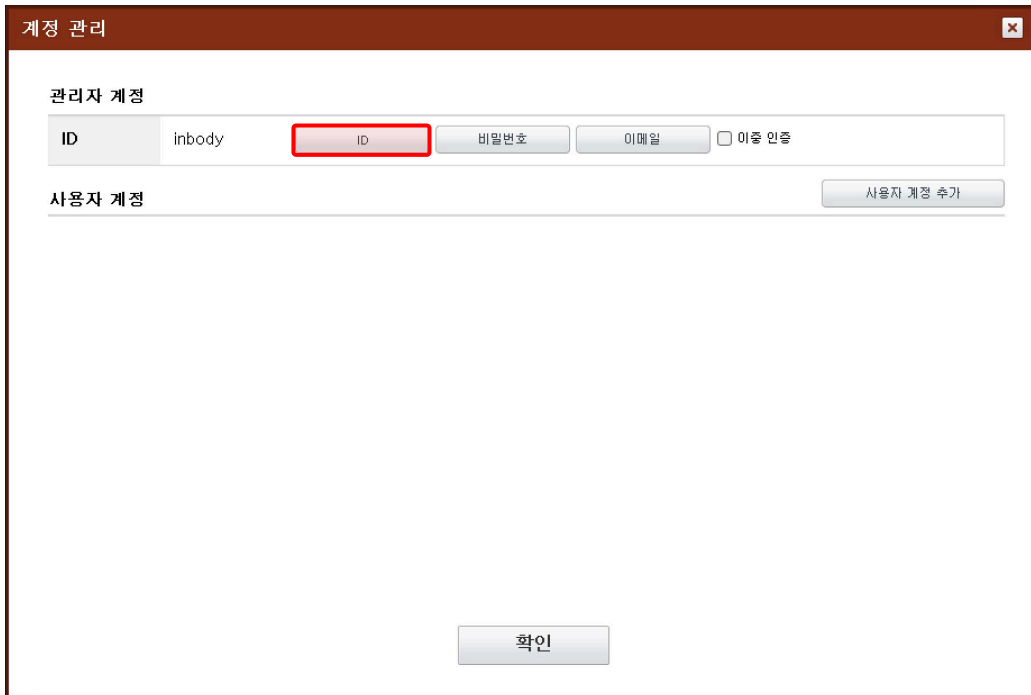 계정 관리
관리자 계정
ID inbody ID 비밀번호 이메일 이중 인증
사용자 계정 사용자 계정 추가
확인